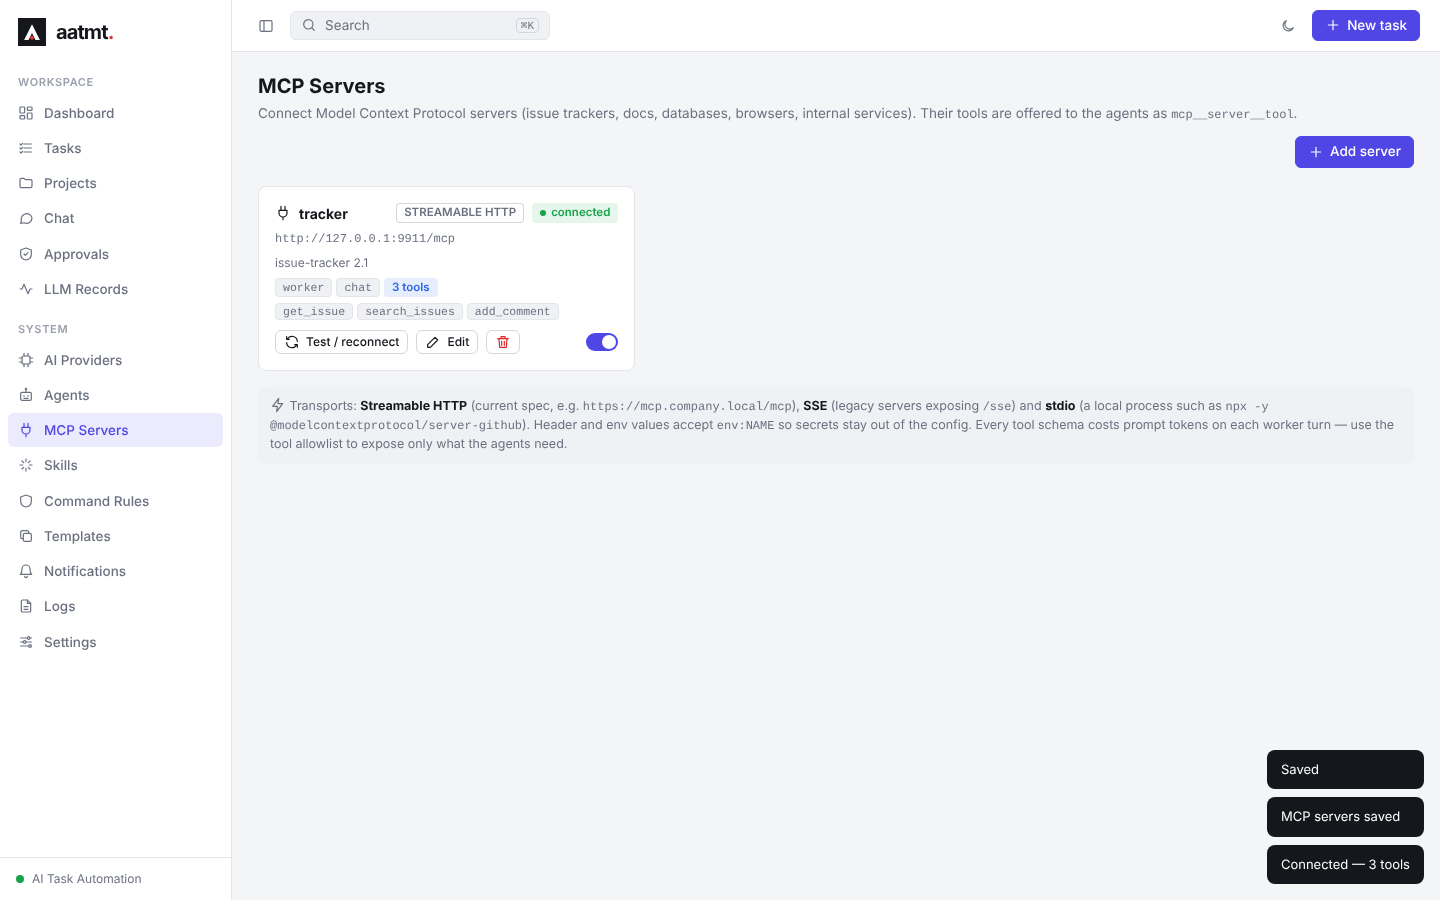 aatmt.
Search
⌘K
New task
WORKSPACE
Dashboard
Tasks
Projects
Chat
Approvals
LLM Records
SYSTEM
AI Providers
Agents
MCP Servers
Skills
Command Rules
Templates
Notifications
Logs
Settings
AI Task Automation
MCP Servers
Connect Model Context Protocol servers (issue trackers, docs, databases, browsers, internal services). Their tools are offered to the agents as mcp__server__tool.
Add server
tracker STREAMABLE HTTP connected
http://127.0.0.1:9911/mcp
issue-tracker 2.1
worker chat 3 tools
get_issue search_issues add_comment
Test / reconnect Edit
Transports: Streamable HTTP (current spec, e.g. https://mcp.company.local/mcp), SSE (legacy servers exposing /sse) and stdio (a local process such as npx -y
@modelcontextprotocol/server-github). Header and env values accept env:NAME so secrets stay out of the config. Every tool schema costs prompt tokens on each worker turn — use the
tool allowlist to expose only what the agents need.
Saved
MCP servers saved
Connected — 3 tools